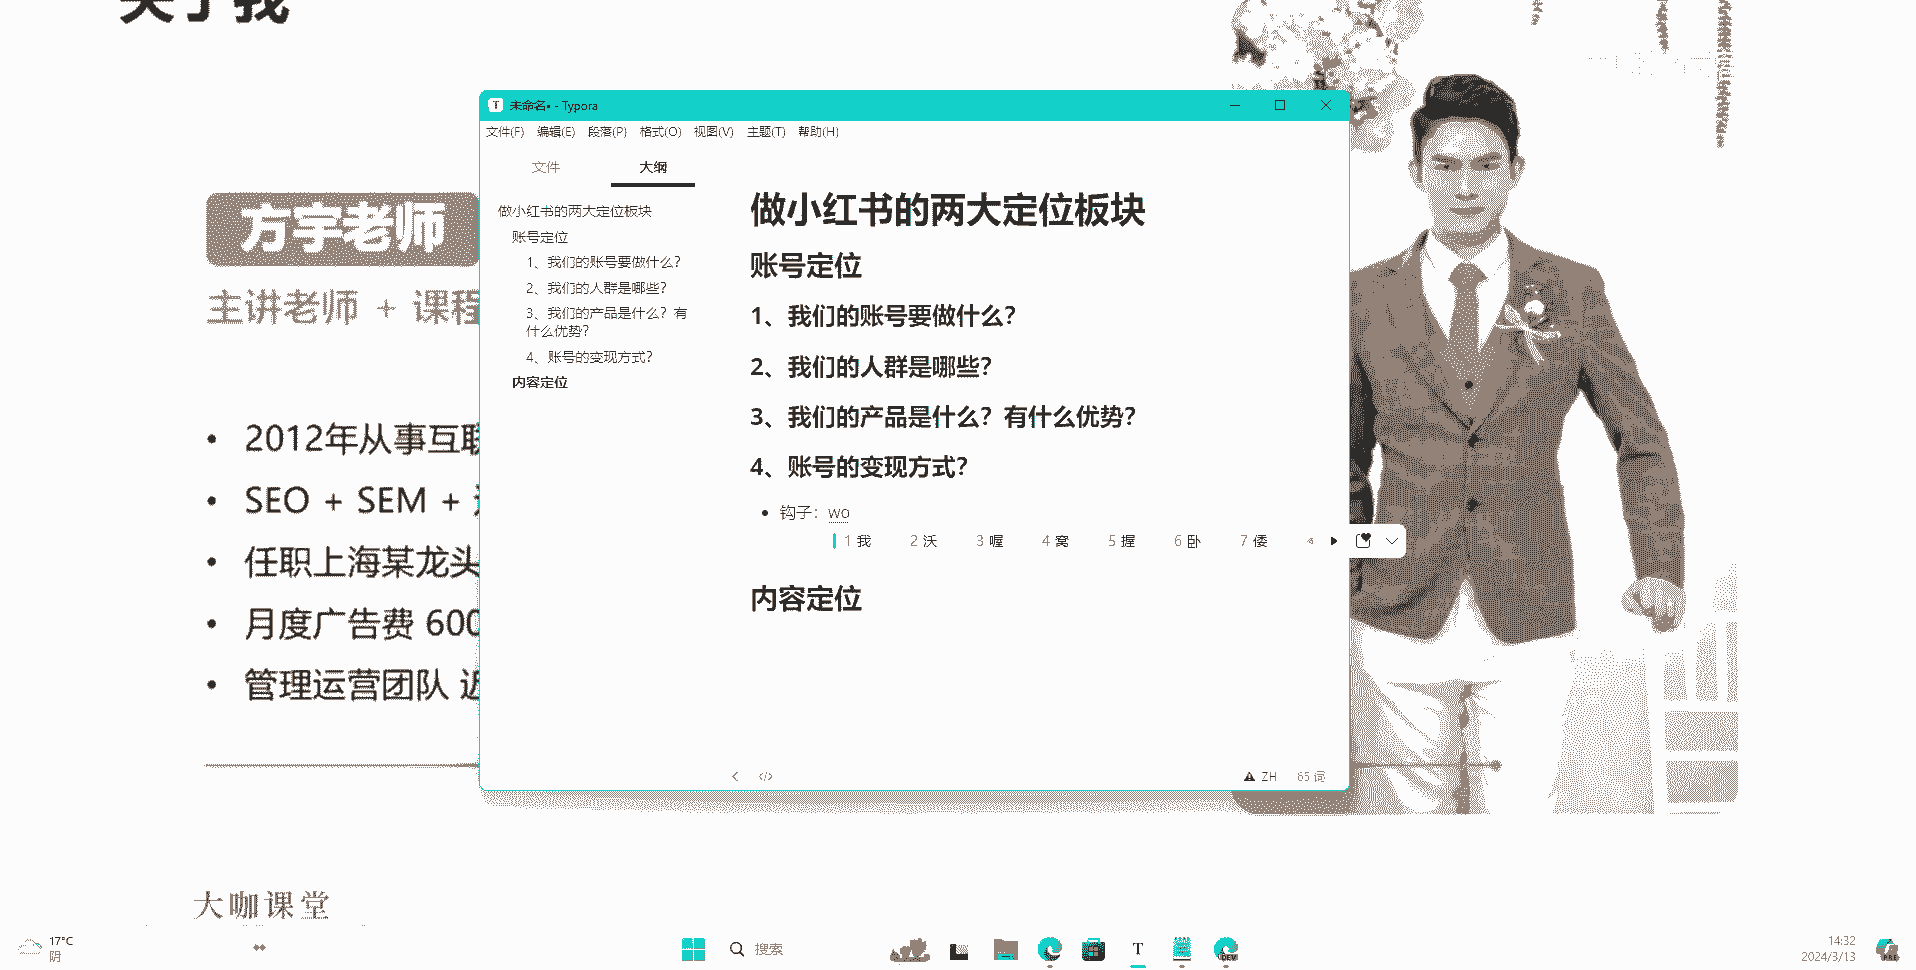 关于我
方宇老师
主讲老师 + 课程
2012年从事互联
SEO + SEM +
任职上海某龙头
月度广告费 600
管理运营团队 近
大咖课堂
未命名• - Typora
文件(F) 编辑(E) 段落(P) 格式(O) 视图(V) 主题(T) 帮助(H)
文件 大纲
做小红书的两大定位板块
账号定位
1、我们的账号要做什么？
2、我们的人群是哪些？
3、我们的产品是什么？有
什么优势？
4、账号的变现方式？
内容定位
做小红书的两大定位板块
账号定位
1、我们的账号要做什么？
2、我们的人群是哪些？
3、我们的产品是什么？有什么优势？
4、账号的变现方式？
钩子：wo
1 我 2 沃 3 喔 4 窝 5 握 6 卧 7 倭
内容定位
ZH 65 词
17°C
阴
搜索
T
DEV
14:32
2024/3/13
PRE